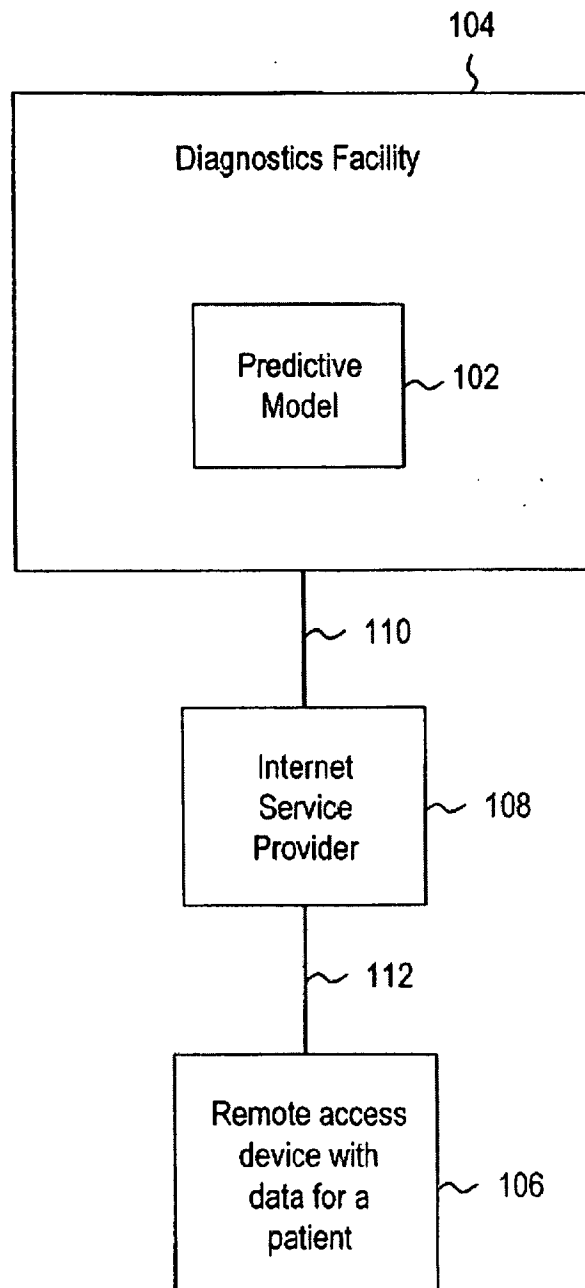 104
Diagnostics Facility
Predictive
Model
102
110
Internet
Service
Provider
108
112
Remote access
device with
data for a
patient
106